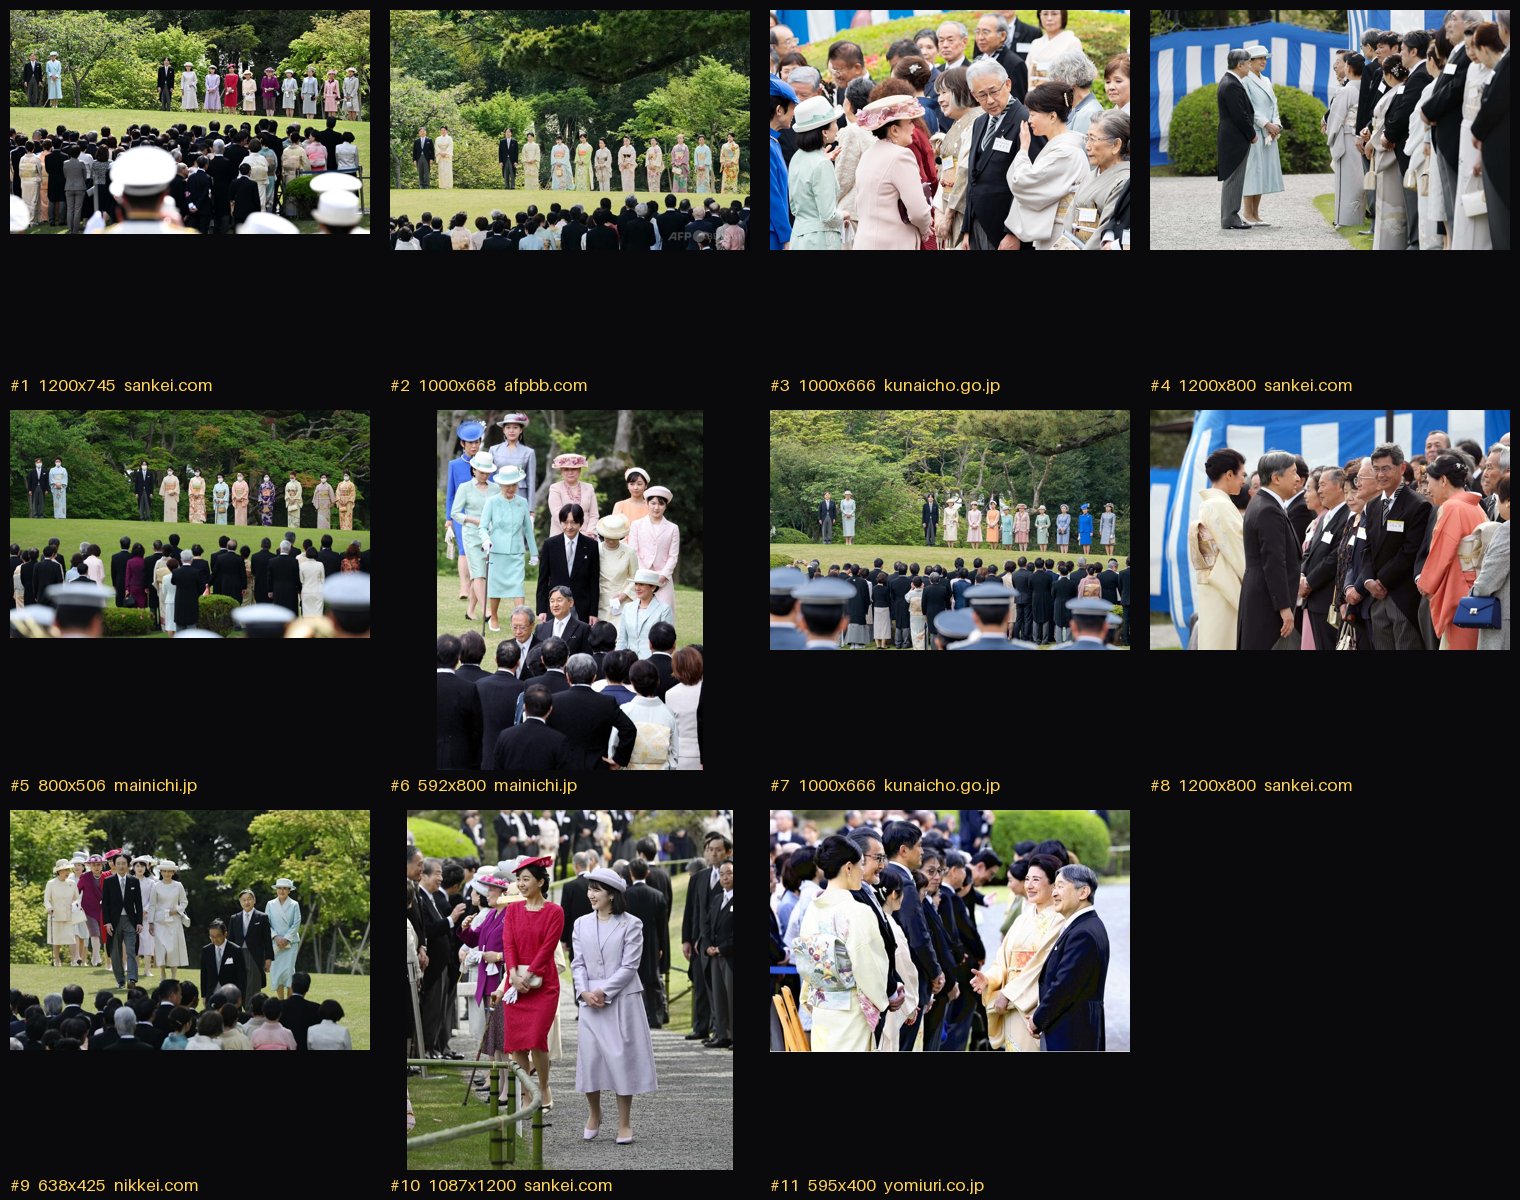 AFP
#1 1200x745 sankei.com
#2 1000x668 afpbb.com
#3 1000x666 kunaicho.go.jp
#4 1200x800 sankei.com
#5 800x506 mainichi.jp
#6 592x800 mainichi.jp
#7 1000x666 kunaicho.go.jp
#8 1200x800 sankei.com
#9 638x425 nikkei.com
#10 1087x1200 sankei.com
#11 595x400 yomiuri.co.jp